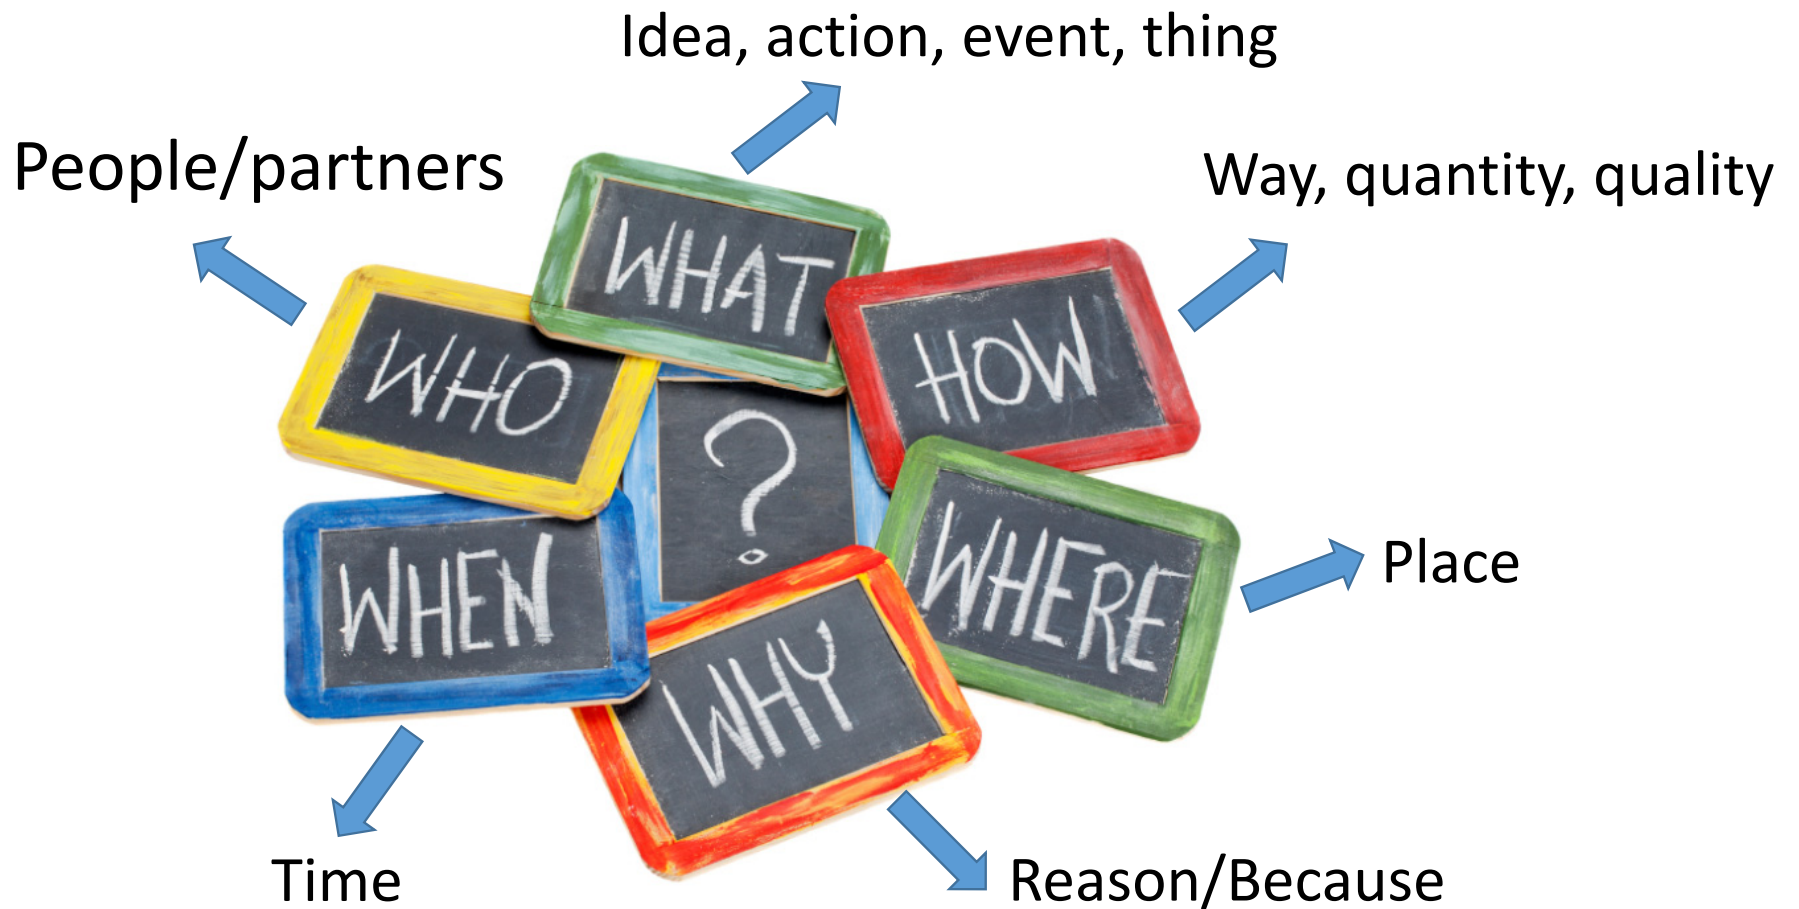 Idea, action, event, thing
People/partners
Way, quantity, quality
WHAT
WHO
HOW
?
WHEN
WHERE
Place
WHY
Time
Reason/Because